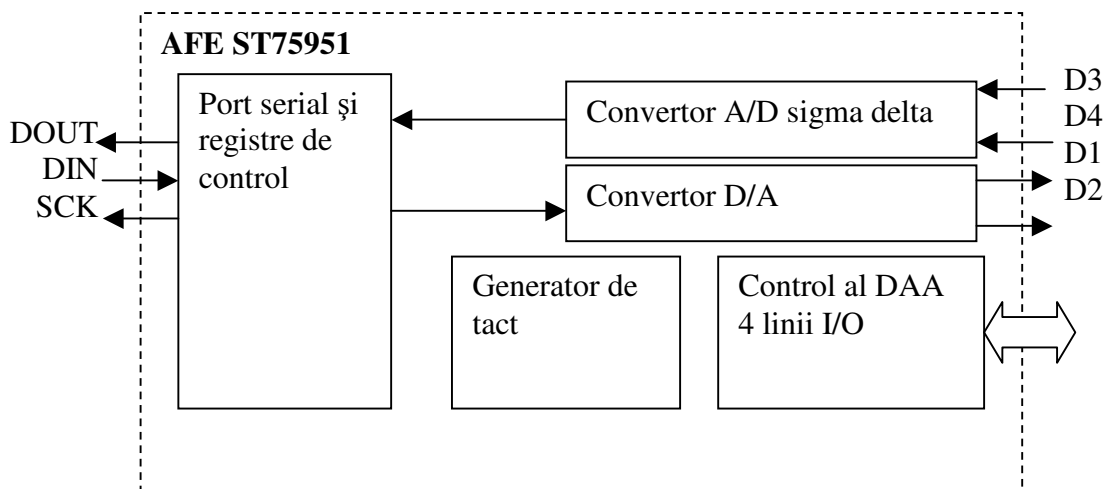 AFE ST75951
Port serial şi
registre de
control
DOUT
DIN
SCK
Convertor A/D sigma delta
Convertor D/A
D3
D4
D1
D2
Generator de
tact
Control al DAA
4 linii I/O